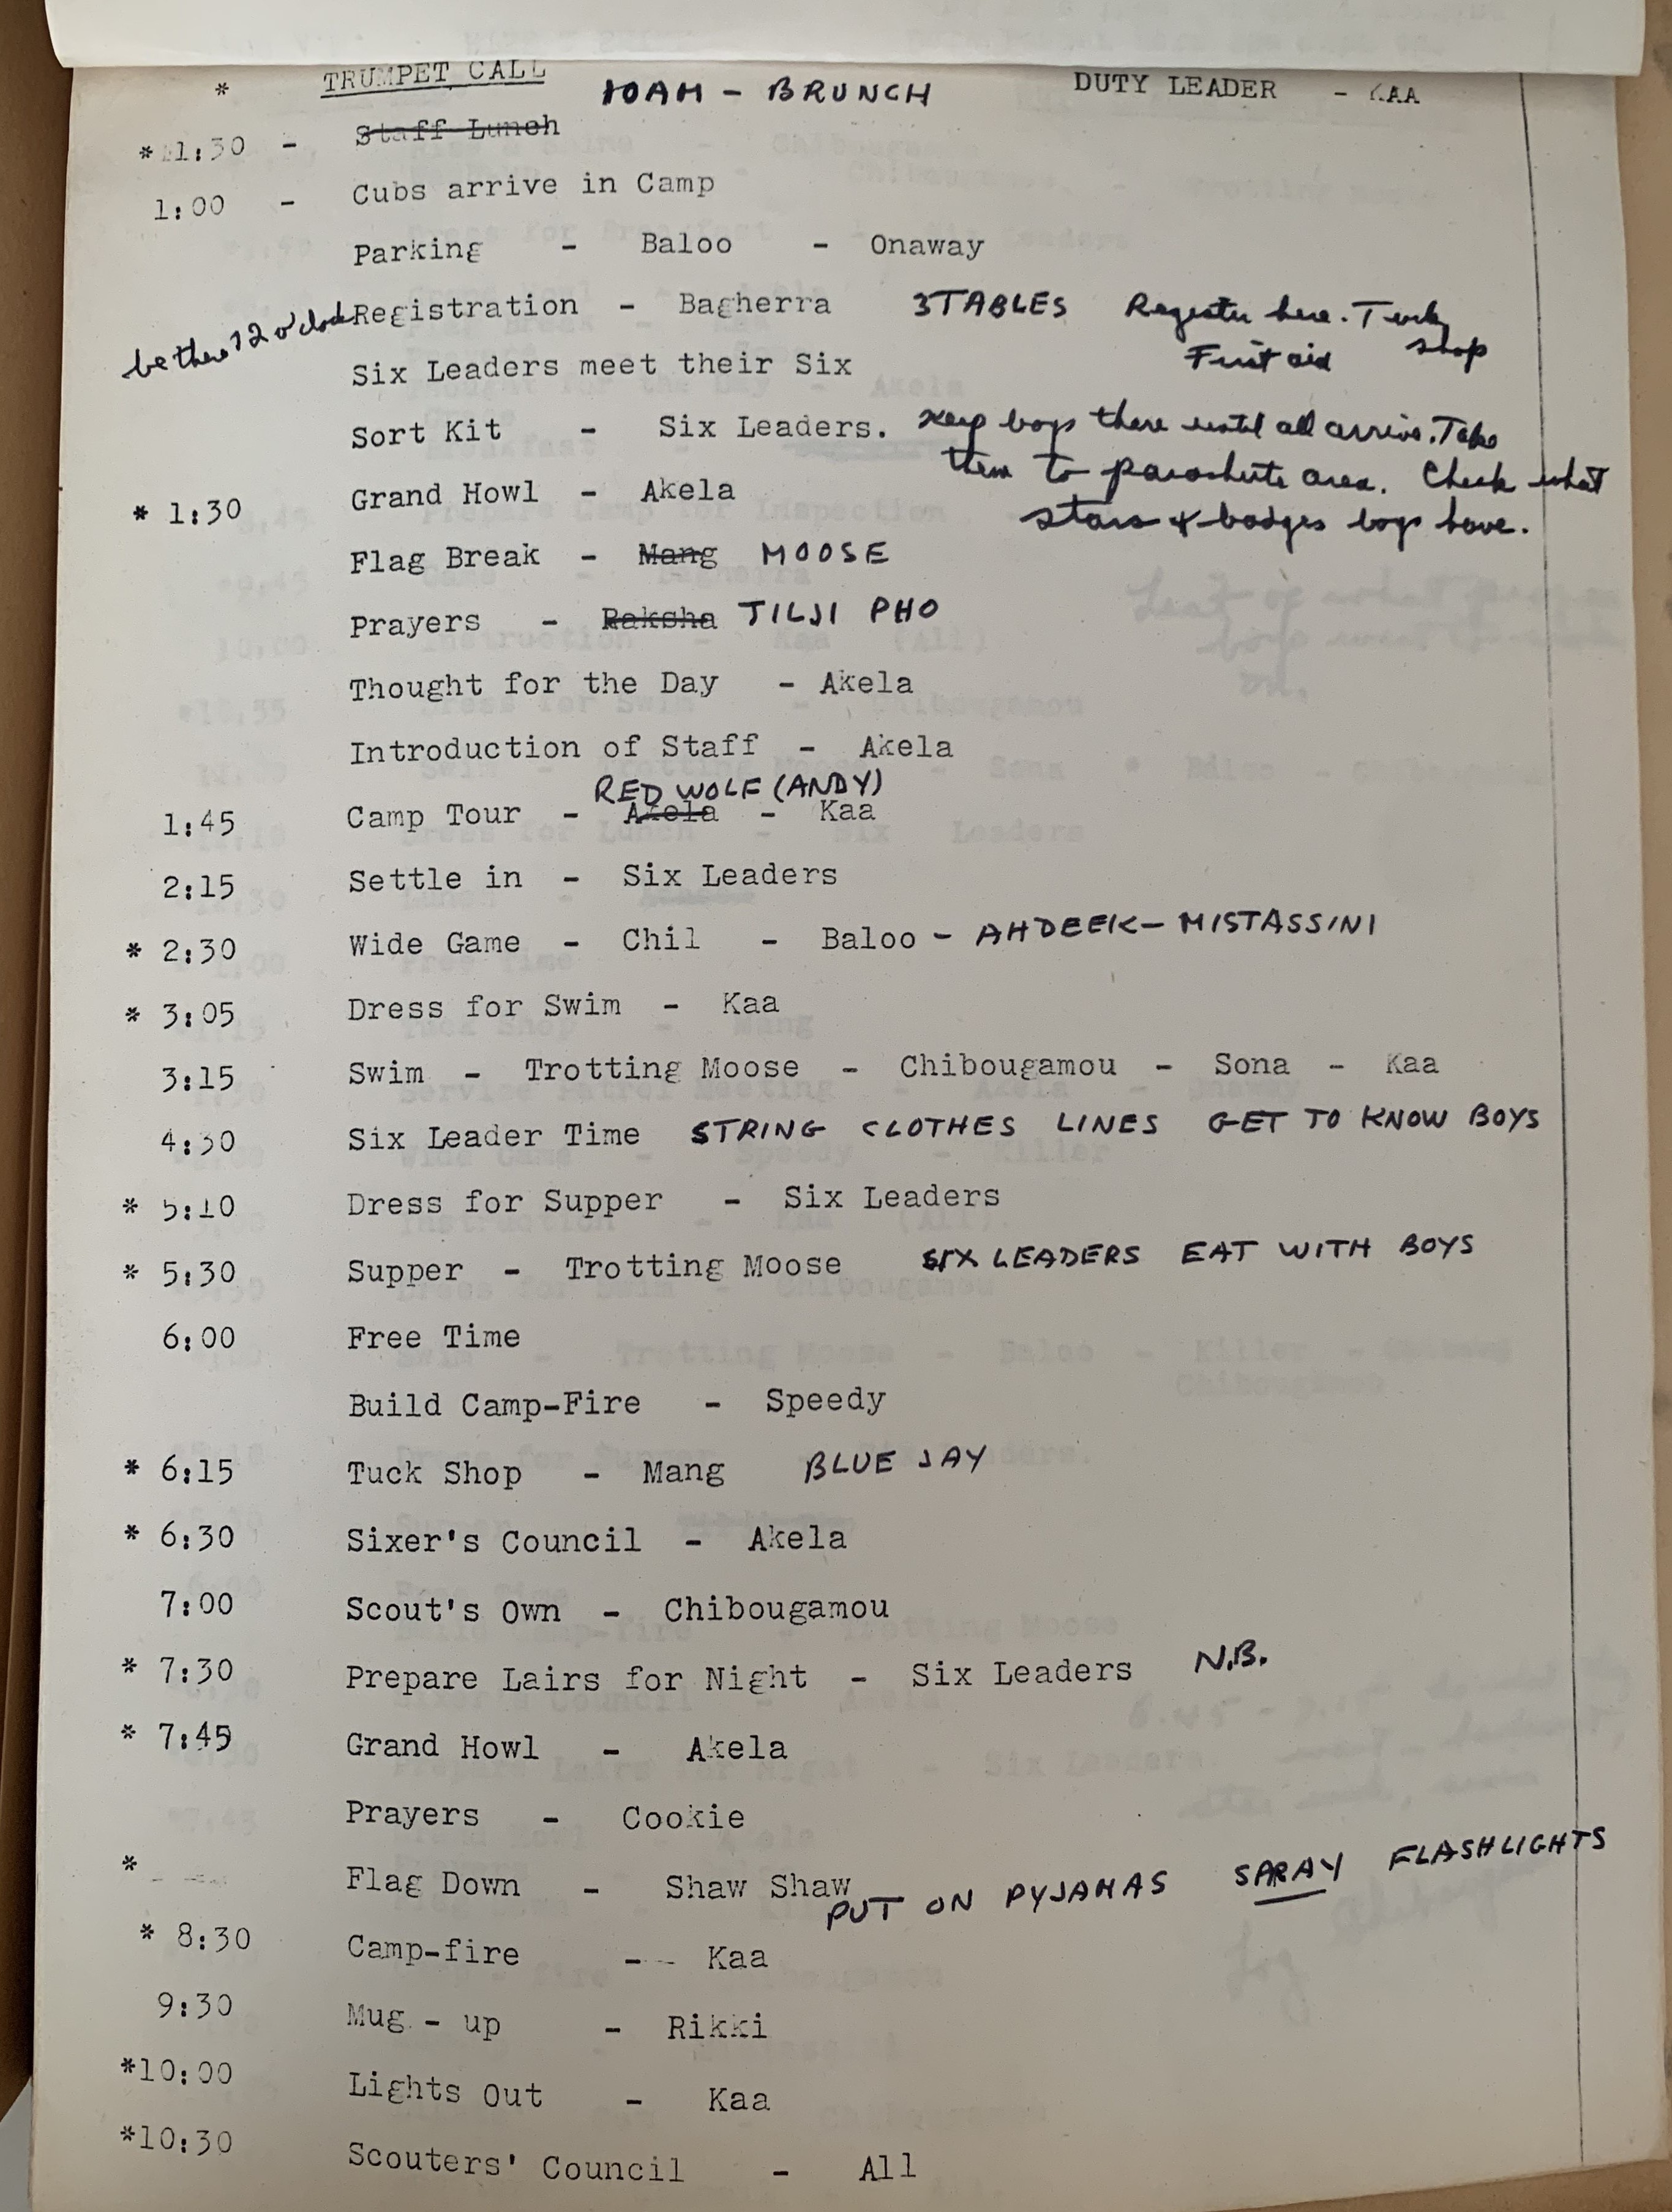 * TRUMPET CALL 10AM - BRUNCH DUTY LEADER - KAA
*11:30 - Staff Lunch
1:00 - Cubs arrive in Camp
Parking - Baloo - Onaway
be there 12 o'clock Registration - Bagherra 3 TABLES Register here. Tuck shop
First aid
Six Leaders meet their Six
Sort Kit - Six Leaders. Keep boys there until all arrive. Take
them to parachute area. Check what
* 1:30 Grand Howl - Akela
stars & badges boys have.
Flag Break - Mang MOOSE
Prayers - Raksha TILJI PHO
Thought for the Day - Akela
Introduction of Staff - Akela
RED WOLF (ANDY)
1:45 Camp Tour - Akela - Kaa
2:15 Settle in - Six Leaders
* 2:30 Wide Game - Chil - Baloo - AHDEEK - MISTASSINI
* 3:05 Dress for Swim - Kaa
3:15 Swim - Trotting Moose - Chibougamou - Sona - Kaa
4:30 Six Leader Time STRING CLOTHES LINES GET TO KNOW BOYS
* 5:10 Dress for Supper - Six Leaders
* 5:30 Supper - Trotting Moose SIX LEADERS EAT WITH BOYS
6:00 Free Time
Build Camp-Fire - Speedy
* 6:15 Tuck Shop - Mang BLUE JAY
* 6:30 Sixer's Council - Akela
7:00 Scout's Own - Chibougamou
* 7:30 Prepare Lairs for Night - Six Leaders N.B.
* 7:45 Grand Howl - Akela
Prayers - Cookie
* Flag Down - Shaw Shaw
PUT ON PYJAMAS SPRAY FLASHLIGHTS
* 8:30 Camp-fire - Kaa
9:30 Mug - up - Rikki
*10:00 Lights Out - Kaa
*10:30 Scouters' Council - All